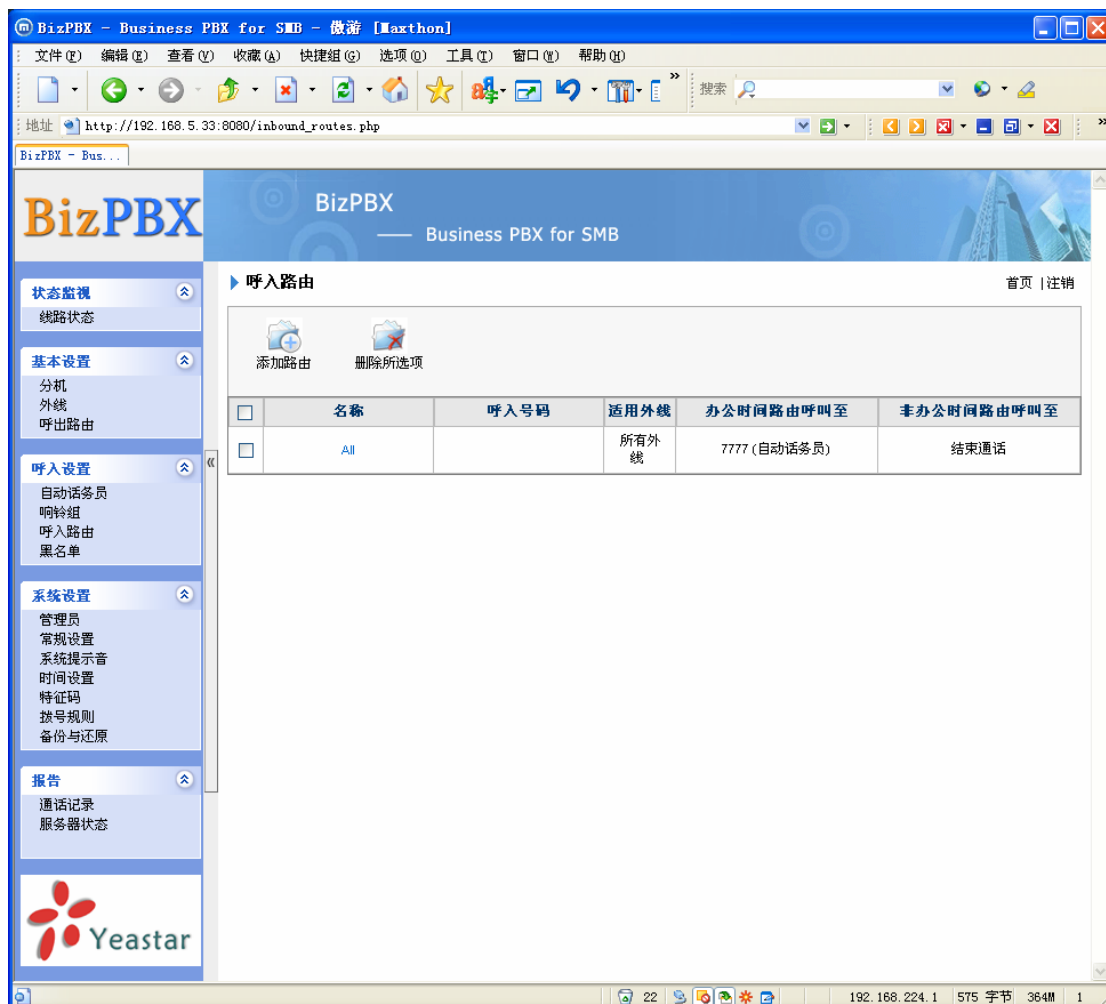 BizPBX - Business PBX for SMB - 傲游 [Maxthon]
文件(F) 编辑(E) 查看(V) 收藏(A) 快捷组(G) 选项(O) 工具(T) 窗口(W) 帮助(H)
搜索
地址 http://192.168.5.33:8080/inbound_routes.php
BizPBX - Bus...
BizPBX
BizPBX
—— Business PBX for SMB
呼入路由
首页 |注销
状态监视
线路状态
基本设置
分机
外线
呼出路由
呼入设置
自动话务员
响铃组
呼入路由
黑名单
系统设置
管理员
常规设置
系统提示音
时间设置
特征码
拨号规则
备份与还原
报告
通话记录
服务器状态
Yeastar
添加路由 删除所选项
名称 呼入号码 适用外线 办公时间路由呼叫至 非办公时间路由呼叫至
All 所有外线 7777(自动话务员) 结束通话
22 192.168.224.1 575 字节 364M 1